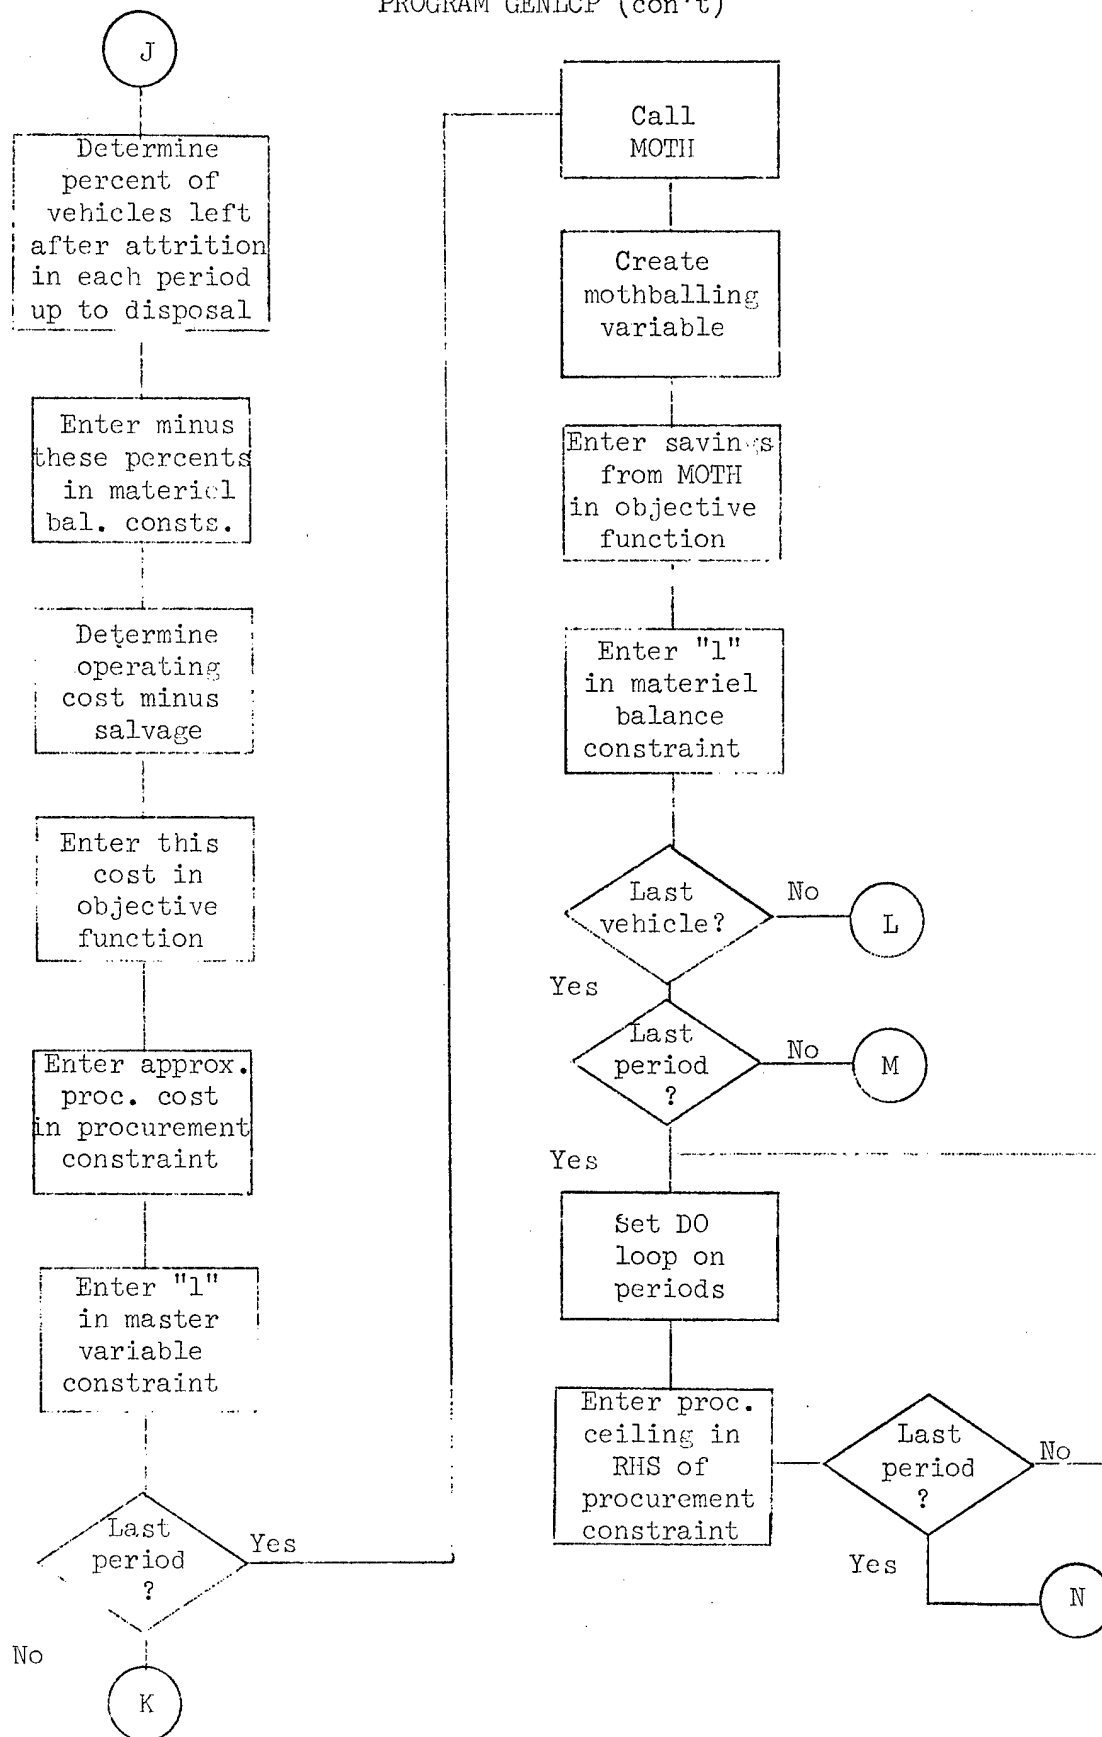 PROGRAM GENLCP (con't)
J
Determine
percent of
vehicles left
after attrition
in each period
up to disposal
Enter minus
these percents
in materiel
bal. consts.
Determine
operating
cost minus
salvage
Enter this
cost in
objective
function
Enter approx.
proc. cost
in procurement
constraint
Enter "1"
in master
variable
constraint
Last
period
?
Yes
No
K
Call
MOTH
Create
mothballing
variable
Enter savings
from MOTH
in objective
function
Enter "1"
in materiel
balance
constraint
Last
vehicle?
No
L
Yes
Last
period
?
No
M
Yes
Set DO
loop on
periods
Enter proc.
ceiling in
RHS of
procurement
constraint
Last
period
?
No
Yes
N